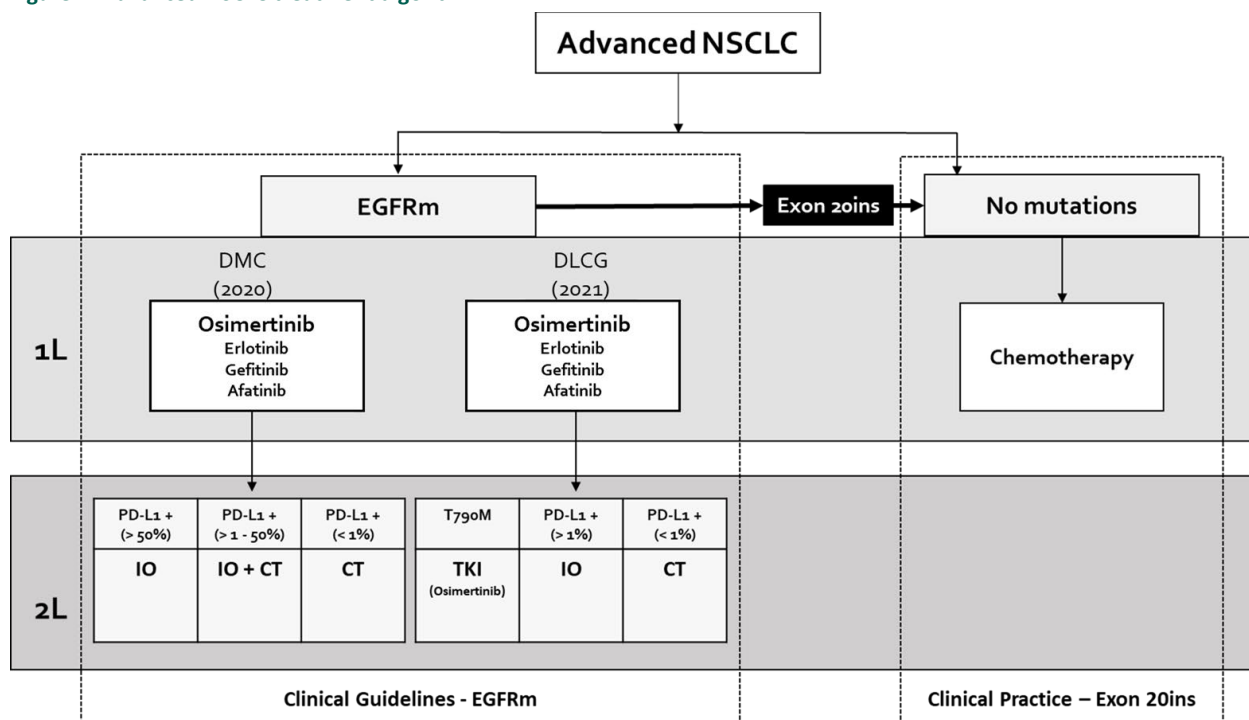 Advanced NSCLC
EGFRm
Exon 20ins
No mutations
DMC
(2020)
DLCG
(2021)
1L
Osimertinib
Erlotinib
Gefitinib
Afatinib
Osimertinib
Erlotinib
Gefitinib
Afatinib
Chemotherapy
2L
PD-L1 +
(> 50%)
PD-L1 +
(> 1 - 50%)
PD-L1 +
(< 1%)
IO
IO + CT
CT
T790M
PD-L1 +
(> 1%)
PD-L1 +
(< 1%)
TKI
(Osimertinib)
IO
CT
Clinical Guidelines - EGFRm
Clinical Practice – Exon 20ins